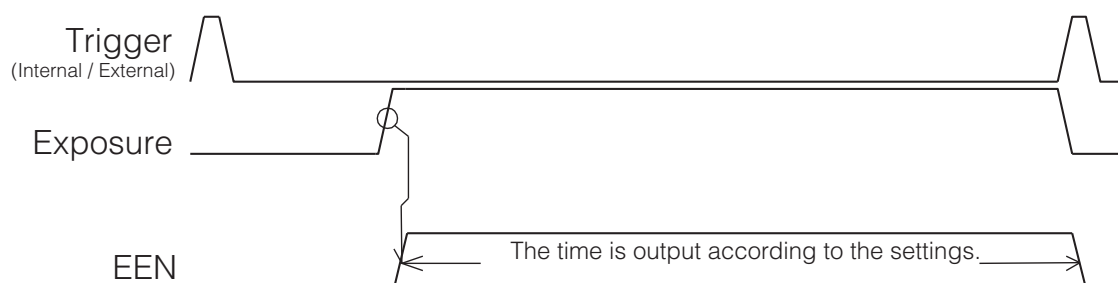 Trigger
(Internal / External)
Exposure
The time is output according to the settings.
EEN